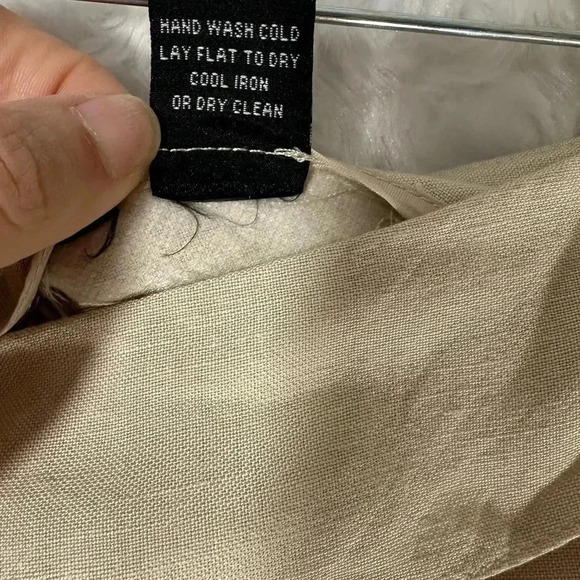 HAND WASH COLD
LAY FLAT TO DRY
COOL IRON
OR DRY CLEAN